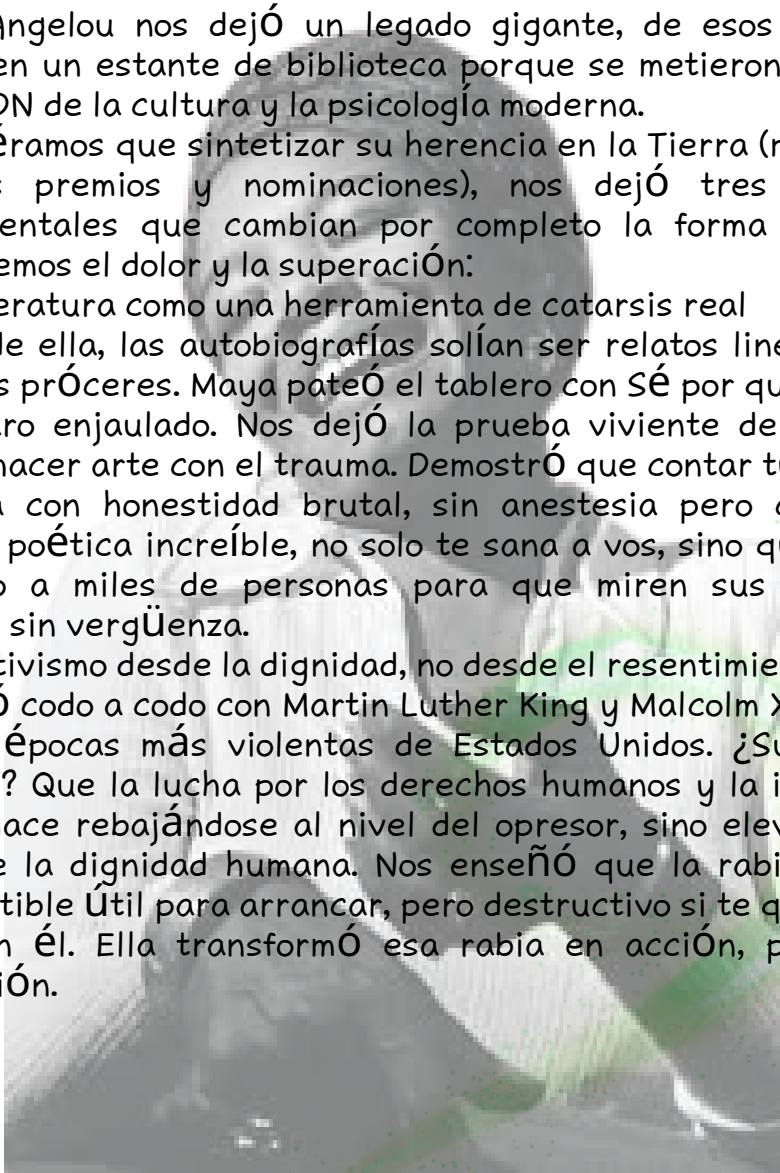 Angelou nos dejÓ un legado gigante, de esos
en un estante de biblioteca porque se metieron
DN de la cultura y la psicología moderna.
éramos que sintetizar su herencia en la Tierra (r
s premios y nominaciones), nos dejÓ tres
entales que cambian por completo la forma
emos el dolor y la superaciÓn:
eratura como una herramienta de catarsis real
de ella, las autobiografías solían ser relatos line
s prÓceres. Maya pateÓ el tablero con Sé por qu
ro enjaulado. Nos dejÓ la prueba viviente de
hacer arte con el trauma. DemostrÓ que contar tu
a con honestidad brutal, sin anestesia pero
poética increíble, no solo te sana a vos, sino qu
o a miles de personas para que miren sus
sin vergÜenza.
tivismo desde la dignidad, no desde el resentimie
Ó codo a codo con Martin Luther King y Malcolm X
épocas más violentas de Estados Unidos. ¿Su
? Que la lucha por los derechos humanos y la i
hace rebajándose al nivel del opresor, sino elev
e la dignidad humana. Nos enseñÓ que la rabi
tible Útil para arrancar, pero destructivo si te q
n él. Ella transformÓ esa rabia en acciÓn, p
iÓn.